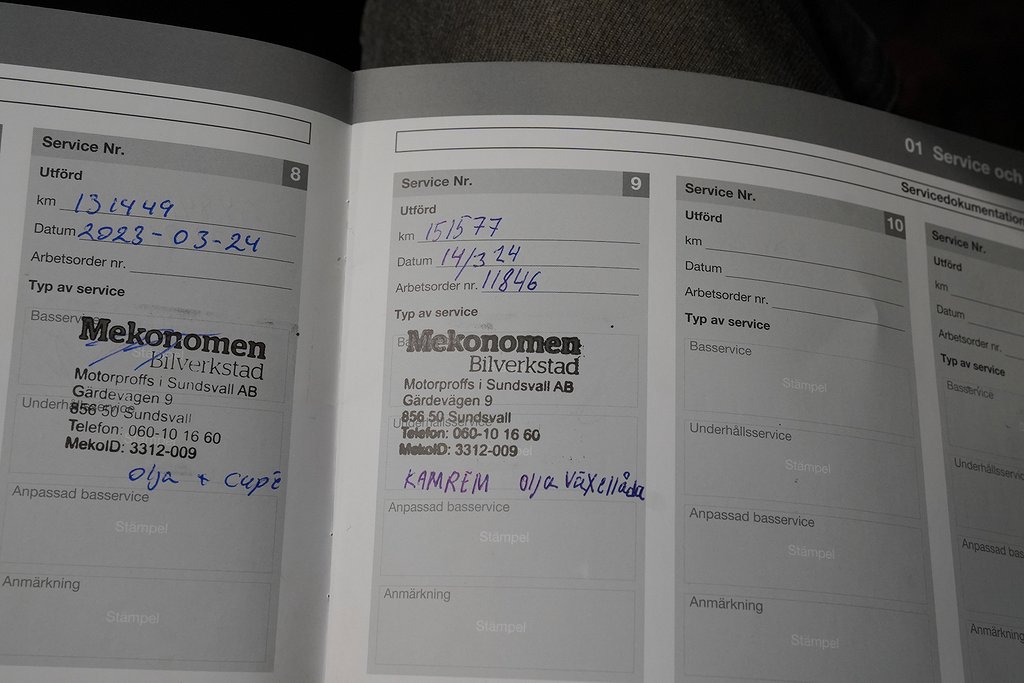 01 Service och
Servicedokumentation
Service Nr. 8
Utförd
km 131449
Datum 2023-03-24
Arbetsorder nr.
Typ av service
Basservice
Mekonomen
Bilverkstad
Motorproffs i Sundsvall AB
Gärdevägen 9
Underhållsservice
856 50 Sundsvall
Telefon: 060-10 16 60
MekoID: 3312-009
Olja + Cupé
Anpassad basservice
Stämpel
Anmärkning
Stämpel
Service Nr. 9
Utförd
km 151577
Datum 14/3 24
Arbetsorder nr. 11846
Typ av service
Mekonomen
Bilverkstad
Motorproffs i Sundsvall AB
Gärdevägen 9
856 50 Sundsvall
Underhållsservice
Telefon: 060-10 16 60
MekoID: 3312-009
KAMREM Olja Växellåda
Anpassad basservice
Stämpel
Anmärkning
Stämpel
Service Nr. 10
Utförd
km
Datum
Arbetsorder nr.
Typ av service
Basservice
Stämpel
Underhållsservice
Stämpel
Anpassad basservice
Stämpel
Anmärkning
Stämpel
Service Nr.
Utförd
km
Datum
Arbetsorder nr.
Typ av service
Basservice
Underhållsservice
Anpassad bas
Anmärkning